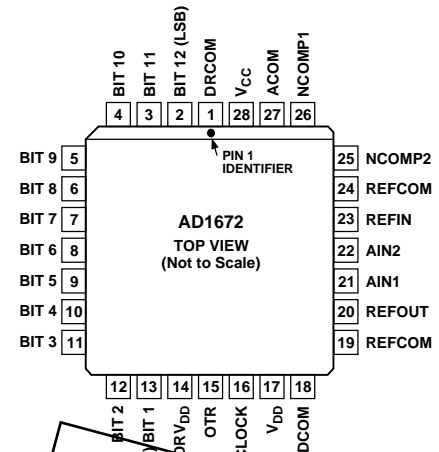 BIT 10
BIT 11
BIT 12 (LSB)
DRCOM
VCC
ACOM
NCOMP1
4 3 2 1 28 27 26
PIN 1
IDENTIFIER
BIT 9 5
BIT 8 6
BIT 7 7
BIT 6 8
BIT 5 9
BIT 4 10
BIT 3 11
AD1672
TOP VIEW
(Not to Scale)
25 NCOMP2
24 REFCOM
23 REFIN
22 AIN2
21 AIN1
20 REFOUT
19 REFCOM
12 13 14 15 16 17 18
BIT 2
) BIT 1
DRVDD
OTR
CLOCK
VDD
DCOM